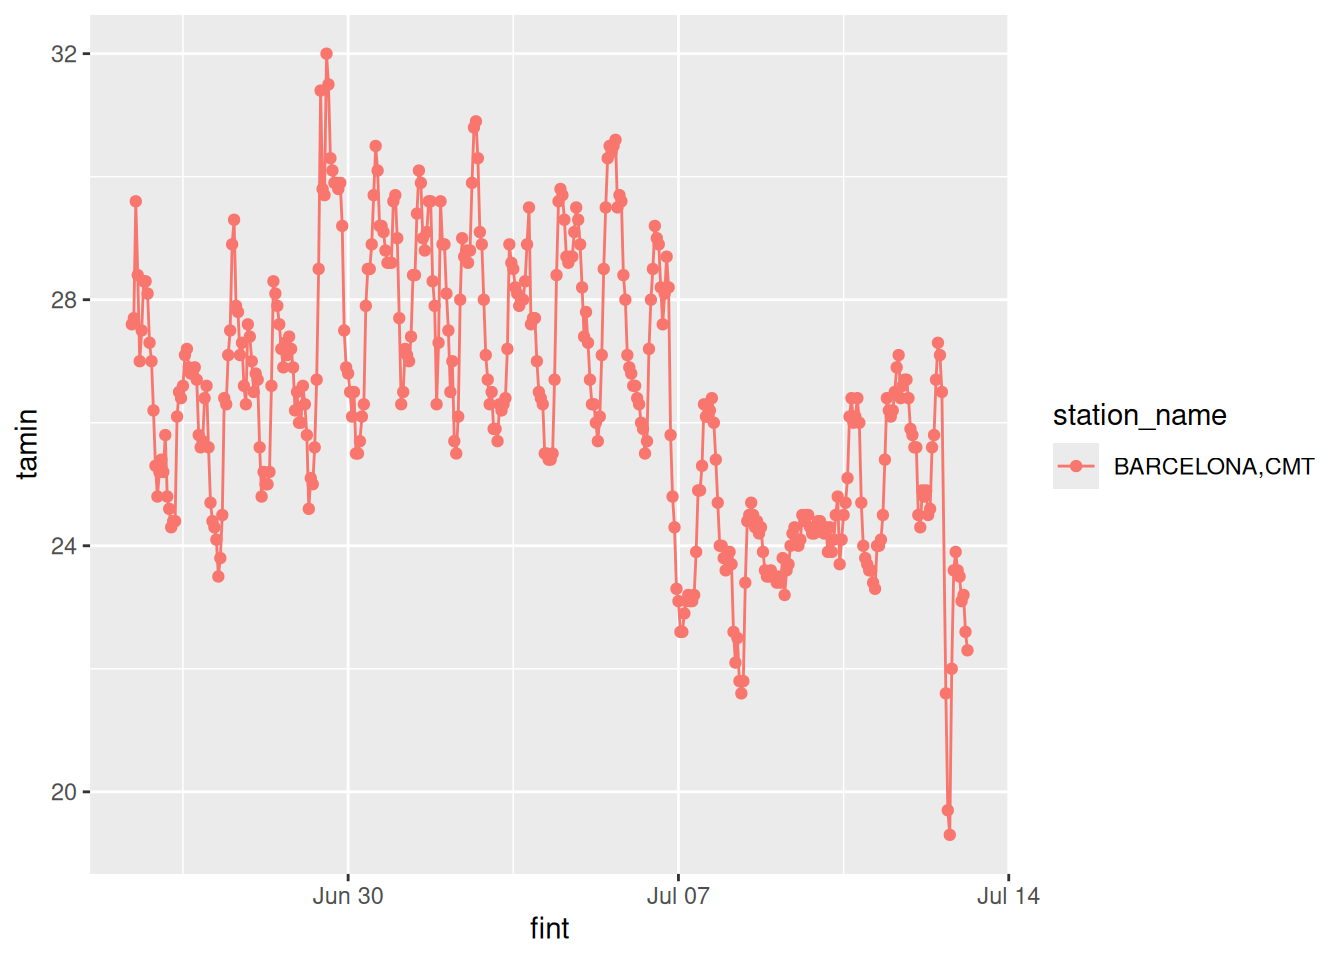 32
28
24
20
tamin
Jun 30
Jul 07
Jul 14
fint
station_name
BARCELONA,CMT